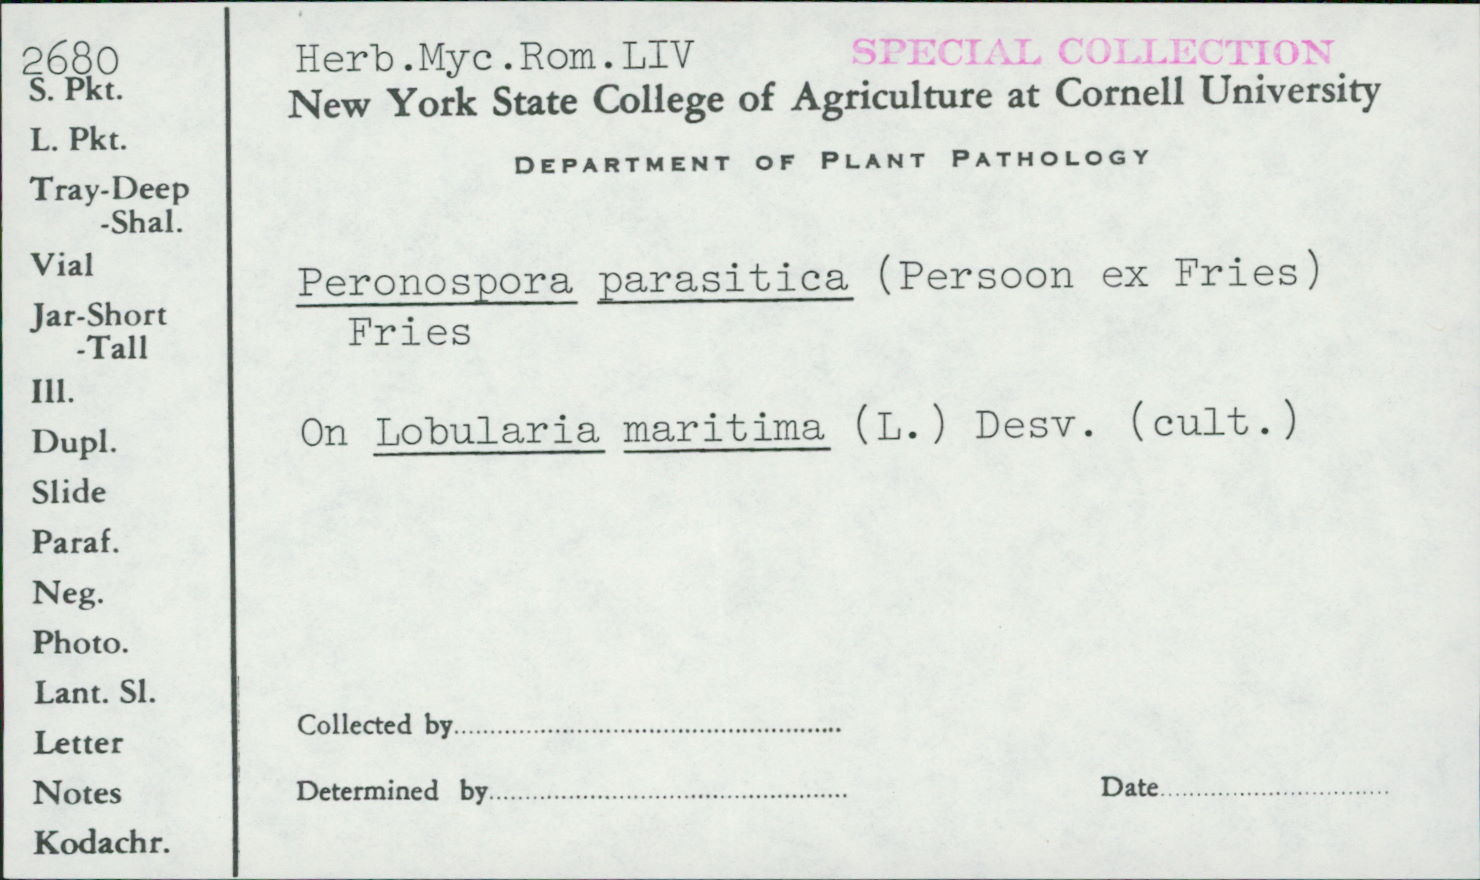 2680
S. Pkt.
L. Pkt.
Tray-Deep
-Shal.
Vial
Jar-Short
-Tall
Ill.
Dupl.
Slide
Paraf.
Neg.
Photo.
Lant. Sl.
Letter
Notes
Kodachr.
Herb.Myc.Rom.LIV SPECIAL COLLECTION
New York State College of Agriculture at Cornell University
DEPARTMENT OF PLANT PATHOLOGY
Peronospora parasitica (Persoon ex Fries)
Fries
On Lobularia maritima (L.) Desv. (cult.)
Collected by
Determined by Date